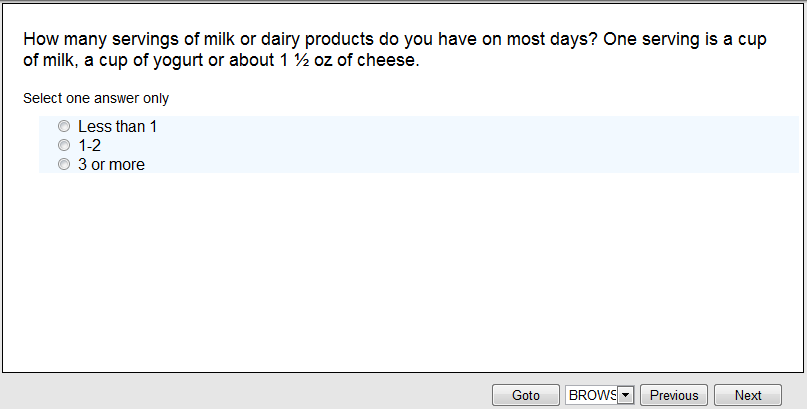 How many servings of milk or dairy products do you have on most days? One serving is a cup
of milk, a cup of yogurt or about 1 ½ oz of cheese.
Select one answer only
Less than 1
1-2
3 or more
Goto BROWS Previous Next